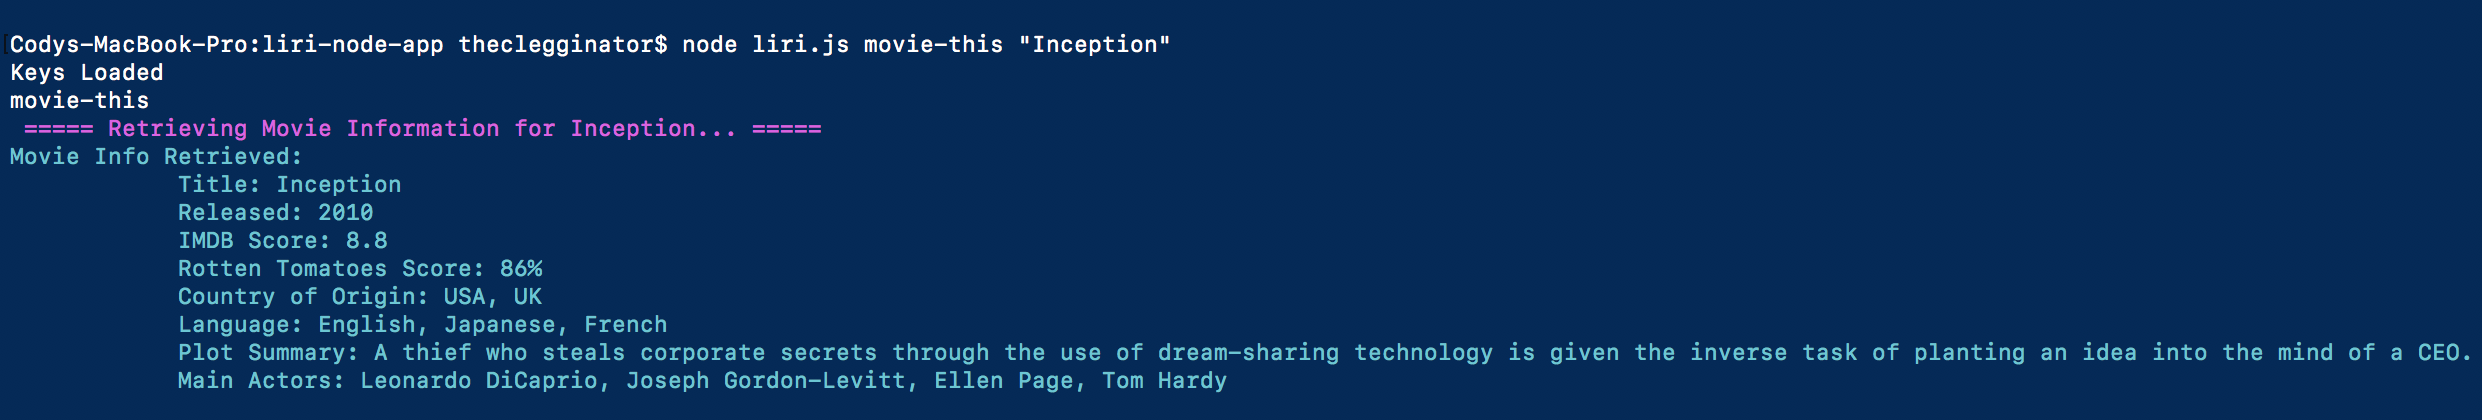 Codys-MacBook-Pro:liri-node-app theclegginator$ node liri.js movie-this "Inception"
Keys Loaded
movie-this
===== Retrieving Movie Information for Inception... =====
Movie Info Retrieved:
Title: Inception
Released: 2010
IMDB Score: 8.8
Rotten Tomatoes Score: 86%
Country of Origin: USA, UK
Language: English, Japanese, French
Plot Summary: A thief who steals corporate secrets through the use of dream-sharing technology is given the inverse task of planting an idea into the mind of a CEO.
Main Actors: Leonardo DiCaprio, Joseph Gordon-Levitt, Ellen Page, Tom Hardy